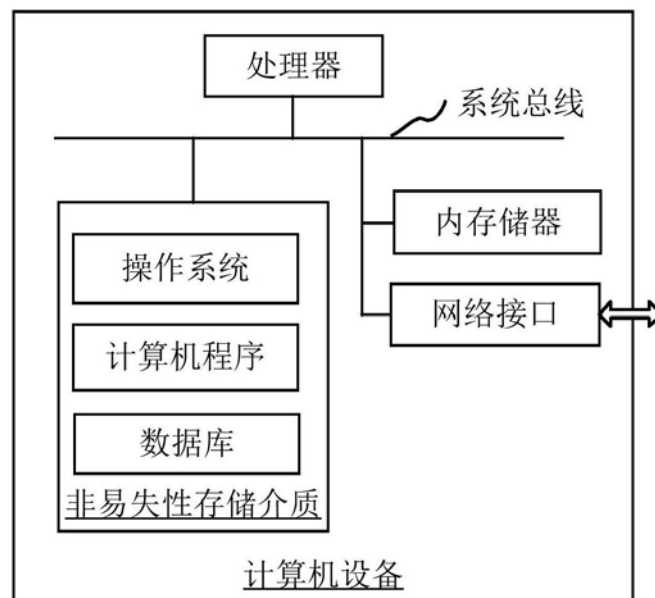 处理器
系统总线
内存储器
操作系统
网络接口
计算机程序
数据库
非易失性存储介质
计算机设备